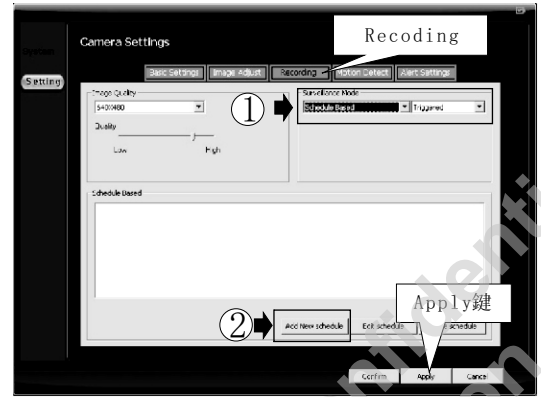 System
Camera Settings
Recoding
Setting
Basic Settings
Image Adjust
Recording
Motion Detect
Alert Settings
Image Quality
640X480
Quality
Low
High
①
Surveillance Mode
Schedule Based
Triggered
Schedule Based
②
Add New schedule
Edit schedule
schedule
Apply鍵
Confirm
Apply
Cancel